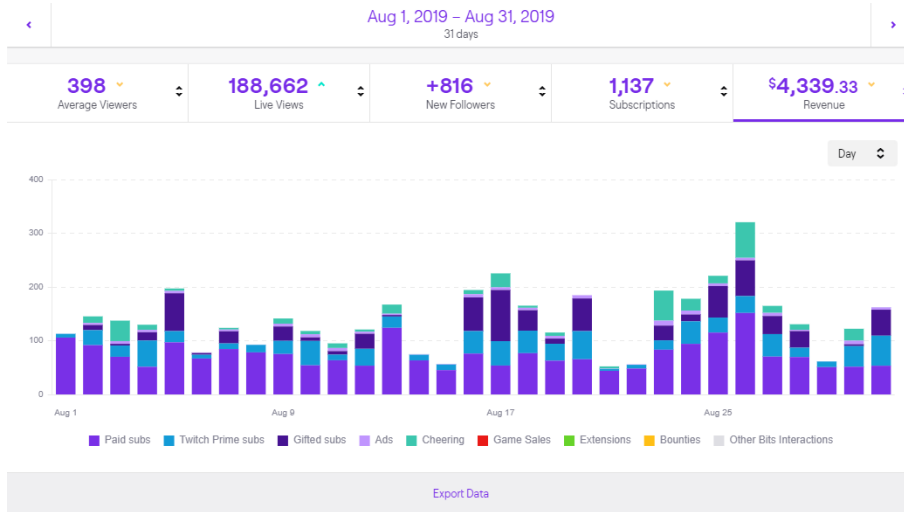 Aug 1, 2019 – Aug 31, 2019
31 days
398
Average Viewers
188,662
Live Views
+816
New Followers
1,137
Subscriptions
$4,339.33
Revenue
Day
400
300
200
100
0
Aug 1 Aug 9 Aug 17 Aug 25
Paid subs Twitch Prime subs Gifted subs Ads Cheering Game Sales Extensions Bounties Other Bits Interactions
Export Data